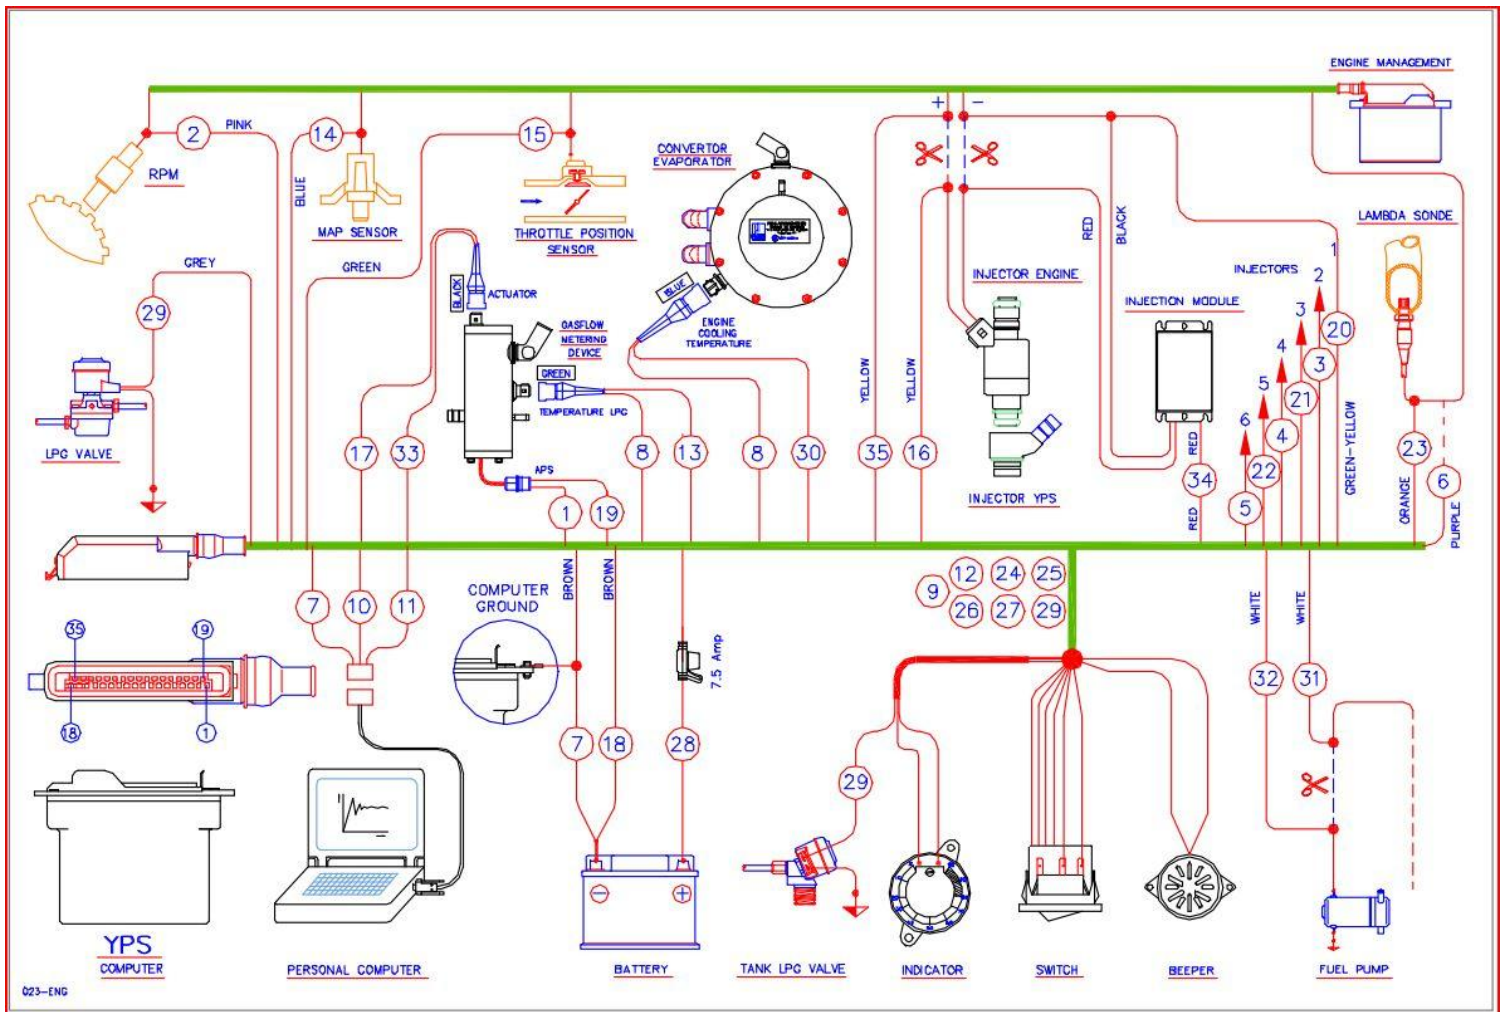 ENGINE MANAGEMENT
+ -
2 PINK
14
15
CONVERTOR
EVAPORATOR
RPM
BLUE
MAP SENSOR
THROTTLE POSITION
SENSOR
RED
BLACK
LAMBDA SONDE
GREY
GREEN
BLACK
ACTUATOR
BLUE
INJECTOR ENGINE
INJECTORS
1
2
3
4
5
6
INJECTION MODULE
29
GASFLOW
METERING
DEVICE
ENGINE
COOLING
TEMPERATURE
20
3
21
4
22
5
GREEN
TEMPERATURE LPG
YELLOW
YELLOW
LPG VALVE
17
33
8
13
8
30
35
16
RED
34
RED
GREEN-YELLOW
23
ORANGE
6
PURPLE
APS
1
19
INJECTOR YPS
7
10
11
COMPUTER
GROUND
BROWN
BROWN
9
12
24
25
26
27
29
WHITE
WHITE
35
19
18
1
7.5 Amp
32
31
7
18
28
29
YPS
COMPUTER
PERSONAL COMPUTER
BATTERY
TANK LPG VALVE
INDICATOR
SWITCH
BEEPER
FUEL PUMP
023-ENG